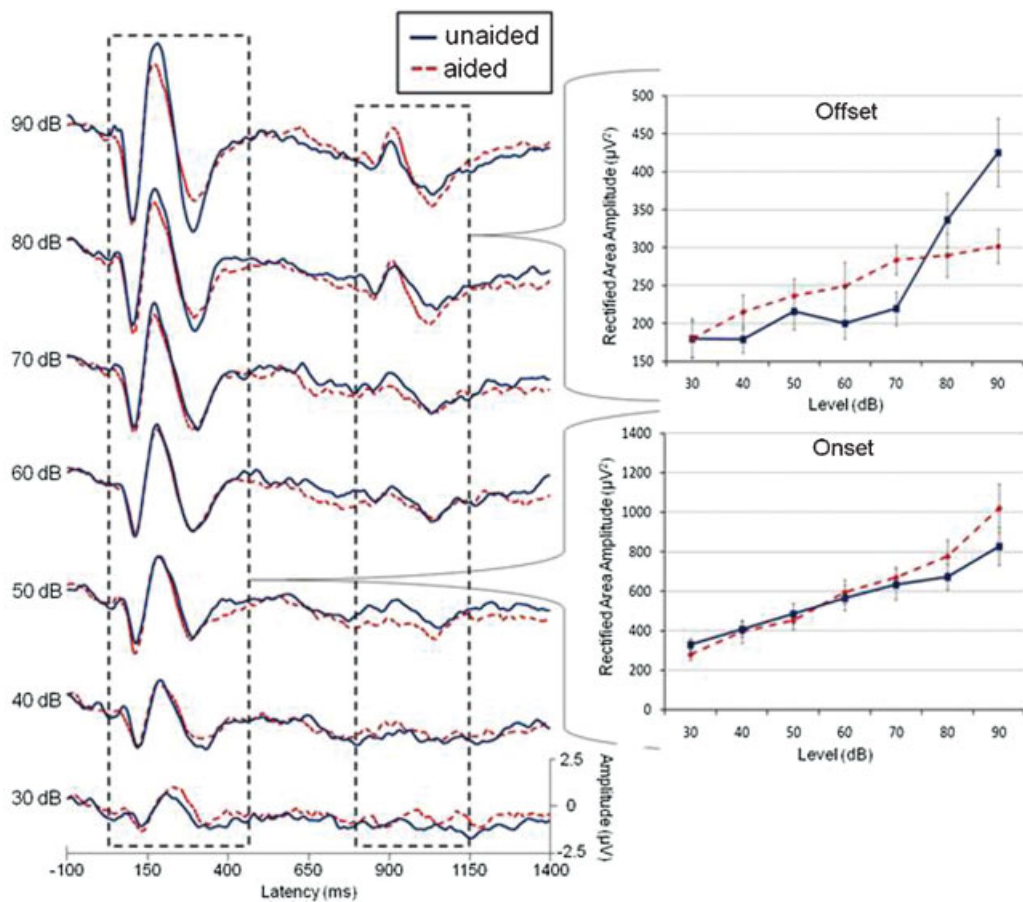 unaided
aided
90 dB
80 dB
70 dB
60 dB
50 dB
40 dB
30 dB
2.5
0
-2.5
Amplitude (µV)
-100
150
400
650
900
1150
1400
Latency (ms)
Offset
Rectified Area Amplitude (µV²)
500
450
400
350
300
250
200
150
30
40
50
60
70
80
90
Level (dB)
Onset
Rectified Area Amplitude (µV²)
1400
1200
1000
800
600
400
200
0
30
40
50
60
70
80
90
Level (dB)